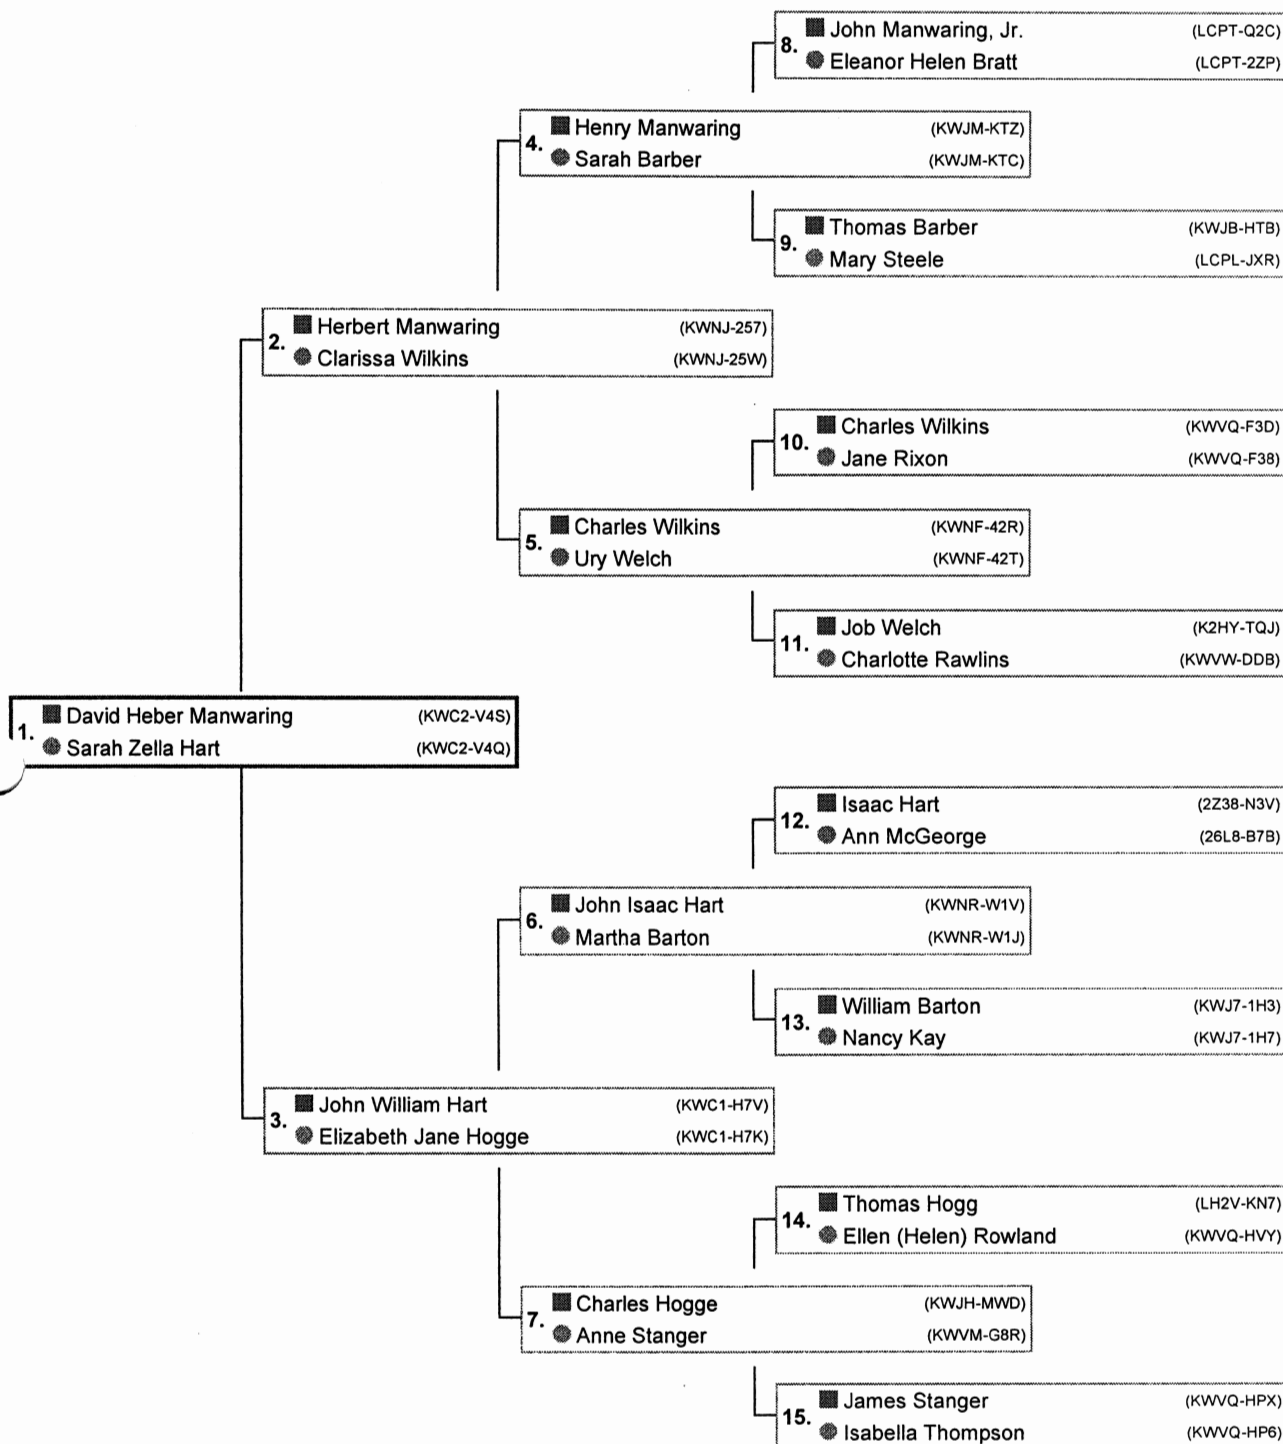 8. John Manwaring, Jr. (LCPT-Q2C)
Eleanor Helen Bratt (LCPT-2ZP)
4. Henry Manwaring (KWJM-KTZ)
Sarah Barber (KWJM-KTC)
9. Thomas Barber (KWJB-HTB)
Mary Steele (LCPL-JXR)
2. Herbert Manwaring (KWNJ-257)
Clarissa Wilkins (KWNJ-25W)
10. Charles Wilkins (KWVQ-F3D)
Jane Rixon (KWVQ-F38)
5. Charles Wilkins (KWNF-42R)
Ury Welch (KWNF-42T)
11. Job Welch (K2HY-TQJ)
Charlotte Rawlins (KWVW-DDB)
1. David Heber Manwaring (KWC2-V4S)
Sarah Zella Hart (KWC2-V4Q)
12. Isaac Hart (2Z38-N3V)
Ann McGeorge (26L8-B7B)
6. John Isaac Hart (KWNR-W1V)
Martha Barton (KWNR-W1J)
13. William Barton (KWJ7-1H3)
Nancy Kay (KWJ7-1H7)
3. John William Hart (KWC1-H7V)
Elizabeth Jane Hogge (KWC1-H7K)
14. Thomas Hogg (LH2V-KN7)
Ellen (Helen) Rowland (KWVQ-HVY)
7. Charles Hogge (KWJH-MWD)
Anne Stanger (KWVM-G8R)
15. James Stanger (KWVQ-HPX)
Isabella Thompson (KWVQ-HP6)